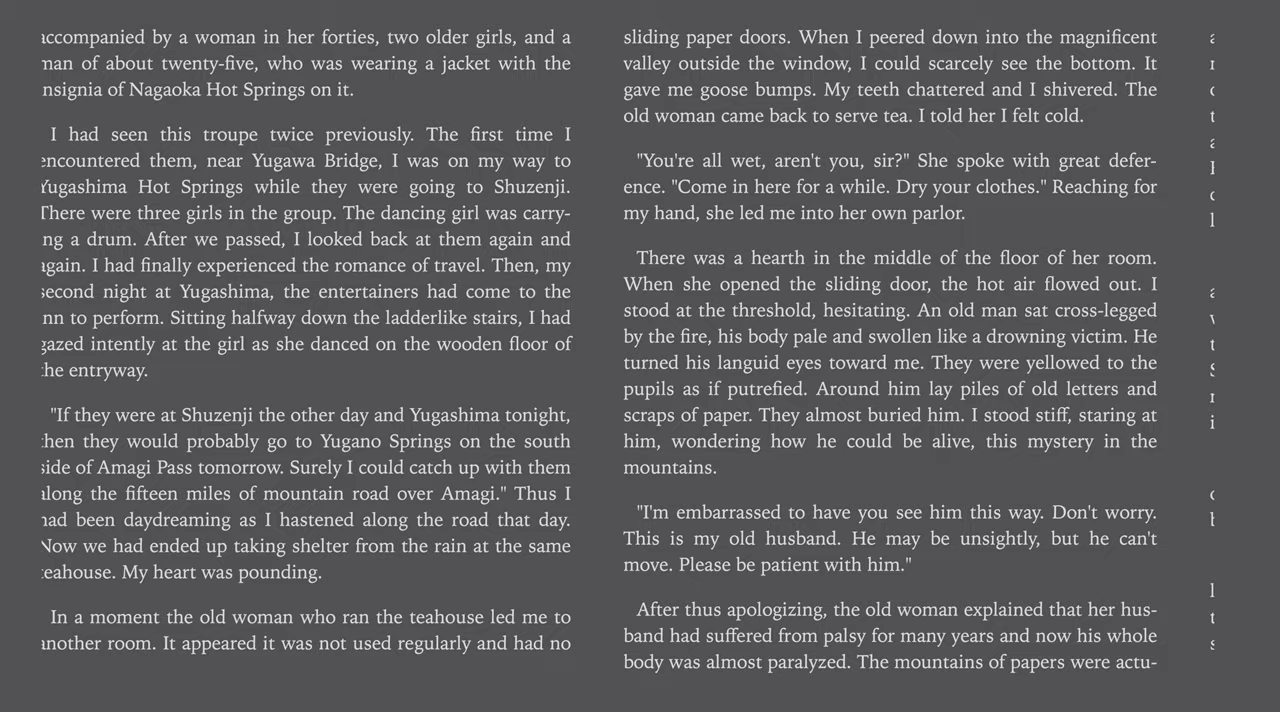 accompanied by a woman in her forties, two older girls, and a
man of about twenty-five, who was wearing a jacket with the
nsignia of Nagaoka Hot Springs on it.
I had seen this troupe twice previously. The first time I
encountered them, near Yugawa Bridge, I was on my way to
Yugashima Hot Springs while they were going to Shuzenji.
There were three girls in the group. The dancing girl was carry-
ng a drum. After we passed, I looked back at them again and
again. I had finally experienced the romance of travel. Then, my
second night at Yugashima, the entertainers had come to the
nn to perform. Sitting halfway down the ladderlike stairs, I had
gazed intently at the girl as she danced on the wooden floor of
the entryway.
"If they were at Shuzenji the other day and Yugashima tonight,
then they would probably go to Yugano Springs on the south
side of Amagi Pass tomorrow. Surely I could catch up with them
along the fifteen miles of mountain road over Amagi." Thus I
had been daydreaming as I hastened along the road that day.
Now we had ended up taking shelter from the rain at the same
teahouse. My heart was pounding.
In a moment the old woman who ran the teahouse led me to
another room. It appeared it was not used regularly and had no
sliding paper doors. When I peered down into the magnificent
valley outside the window, I could scarcely see the bottom. It
gave me goose bumps. My teeth chattered and I shivered. The
old woman came back to serve tea. I told her I felt cold.
"You're all wet, aren't you, sir?" She spoke with great defer-
ence. "Come in here for a while. Dry your clothes." Reaching for
my hand, she led me into her own parlor.
There was a hearth in the middle of the floor of her room.
When she opened the sliding door, the hot air flowed out. I
stood at the threshold, hesitating. An old man sat cross-legged
by the fire, his body pale and swollen like a drowning victim. He
turned his languid eyes toward me. They were yellowed to the
pupils as if putrefied. Around him lay piles of old letters and
scraps of paper. They almost buried him. I stood stiff, staring at
him, wondering how he could be alive, this mystery in the
mountains.
"I'm embarrassed to have you see him this way. Don't worry.
This is my old husband. He may be unsightly, but he can't
move. Please be patient with him."
After thus apologizing, the old woman explained that her hus-
band had suffered from palsy for many years and now his whole
body was almost paralyzed. The mountains of papers were actu-